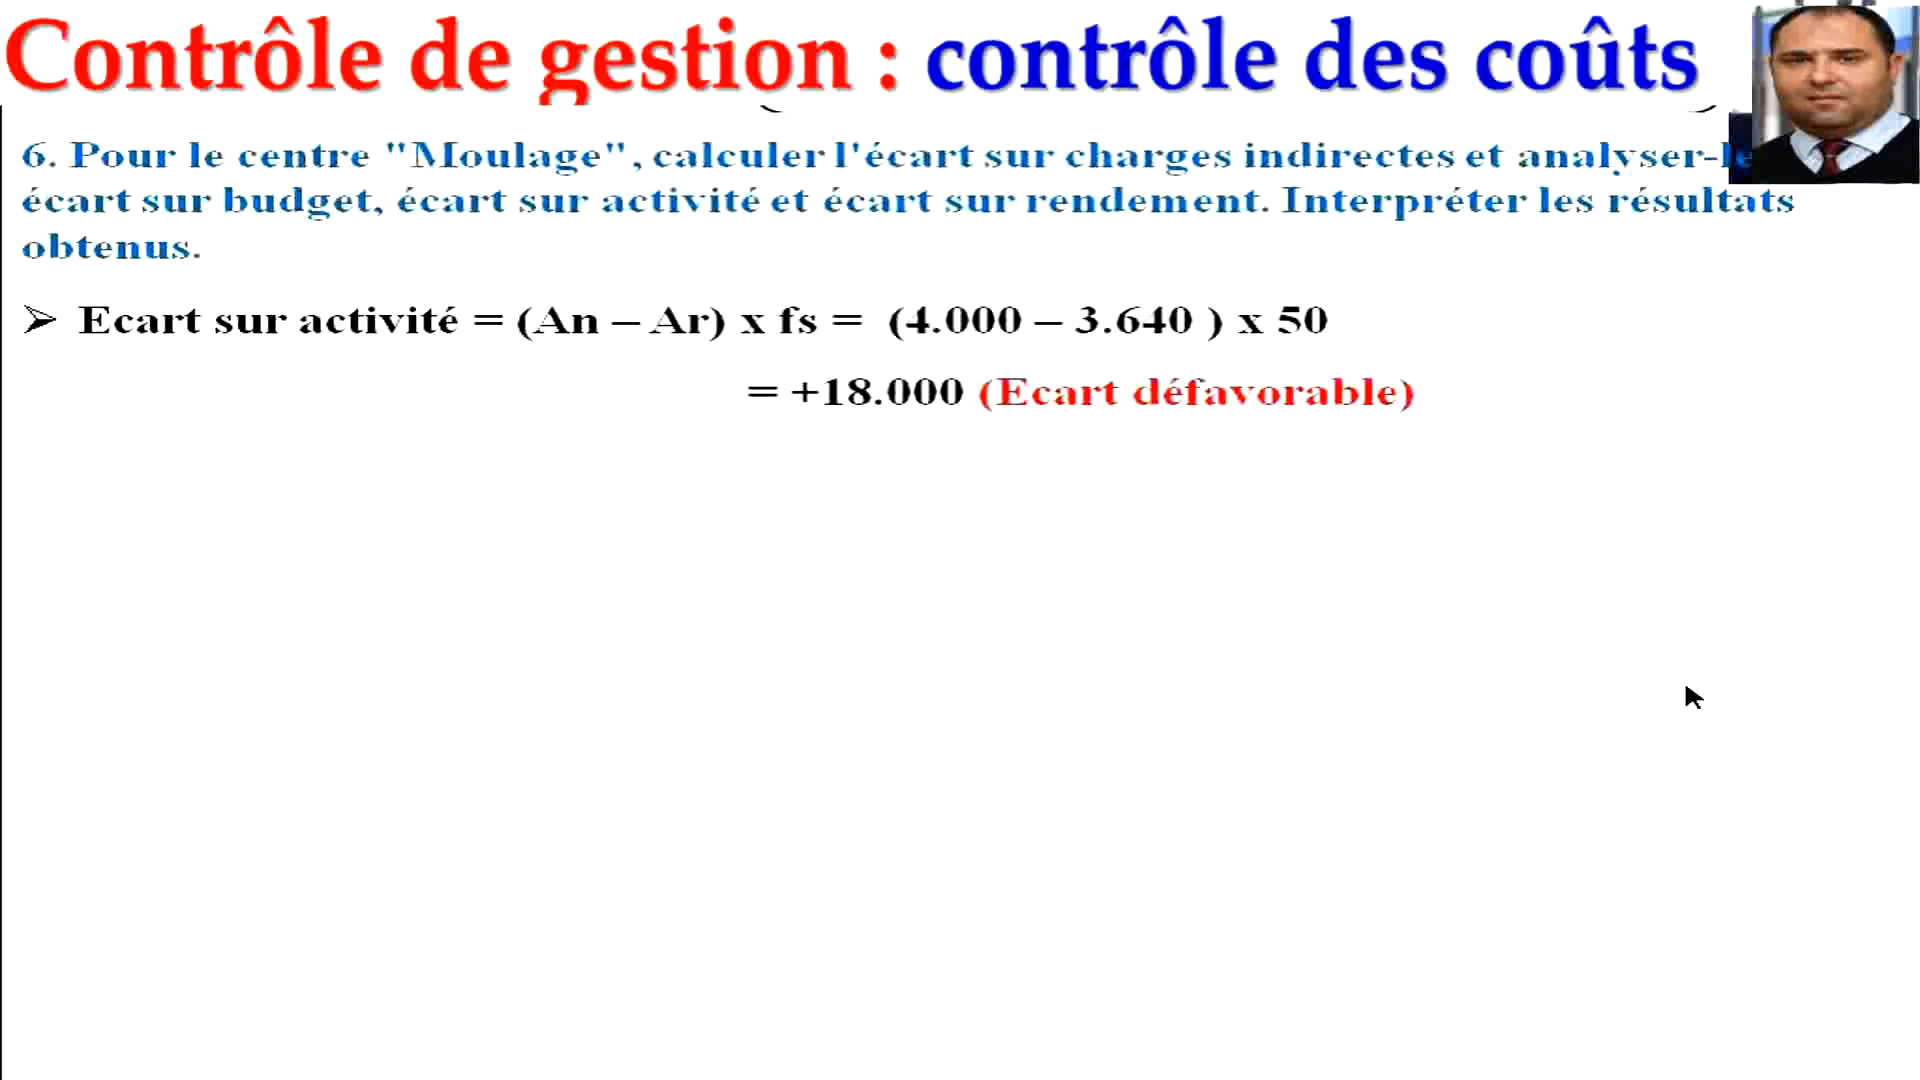 Contrôle de gestion : contrôle des coûts
6. Pour le centre "Moulage", calculer l'écart sur charges indirectes et analyser-le
écart sur budget, écart sur activité et écart sur rendement. Interpréter les résultats
obtenus.
➢ Ecart sur activité = (An – Ar) x fs = (4.000 – 3.640 ) x 50
= +18.000 (Ecart défavorable)